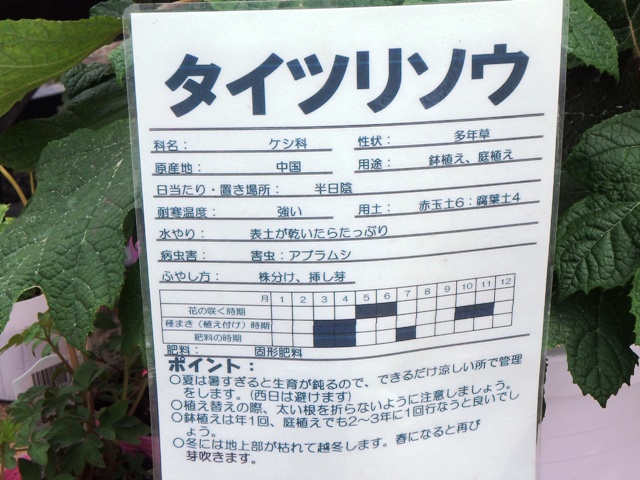 タイツリソウ
科名： ケシ科 性状： 多年草
原産地： 中国 用途： 鉢植え、庭植え
日当たり・置き場所： 半日陰
耐寒温度： 強い 用土： 赤玉土6：腐葉土4
水やり： 表土が乾いたらたっぷり
病虫害： 害虫：アブラムシ
ふやし方： 株分け、挿し芽
月 1 2 3 4 5 6 7 8 9 10 11 12
花の咲く時期
種まき（植え付け）時期
肥料の時期
肥料： 固形肥料
ポイント：
○夏は暑すぎると生育が鈍るので、できるだけ涼しい所で管理
をします。（西日は避けます）
○植え替えの際、太い根を折らないように注意しましょう。
○鉢植えは年1回、庭植えでも2～3年に1回行なうと良いでし
ょう。
○冬には地上部が枯れて越冬します。春になると再び
芽吹きます。